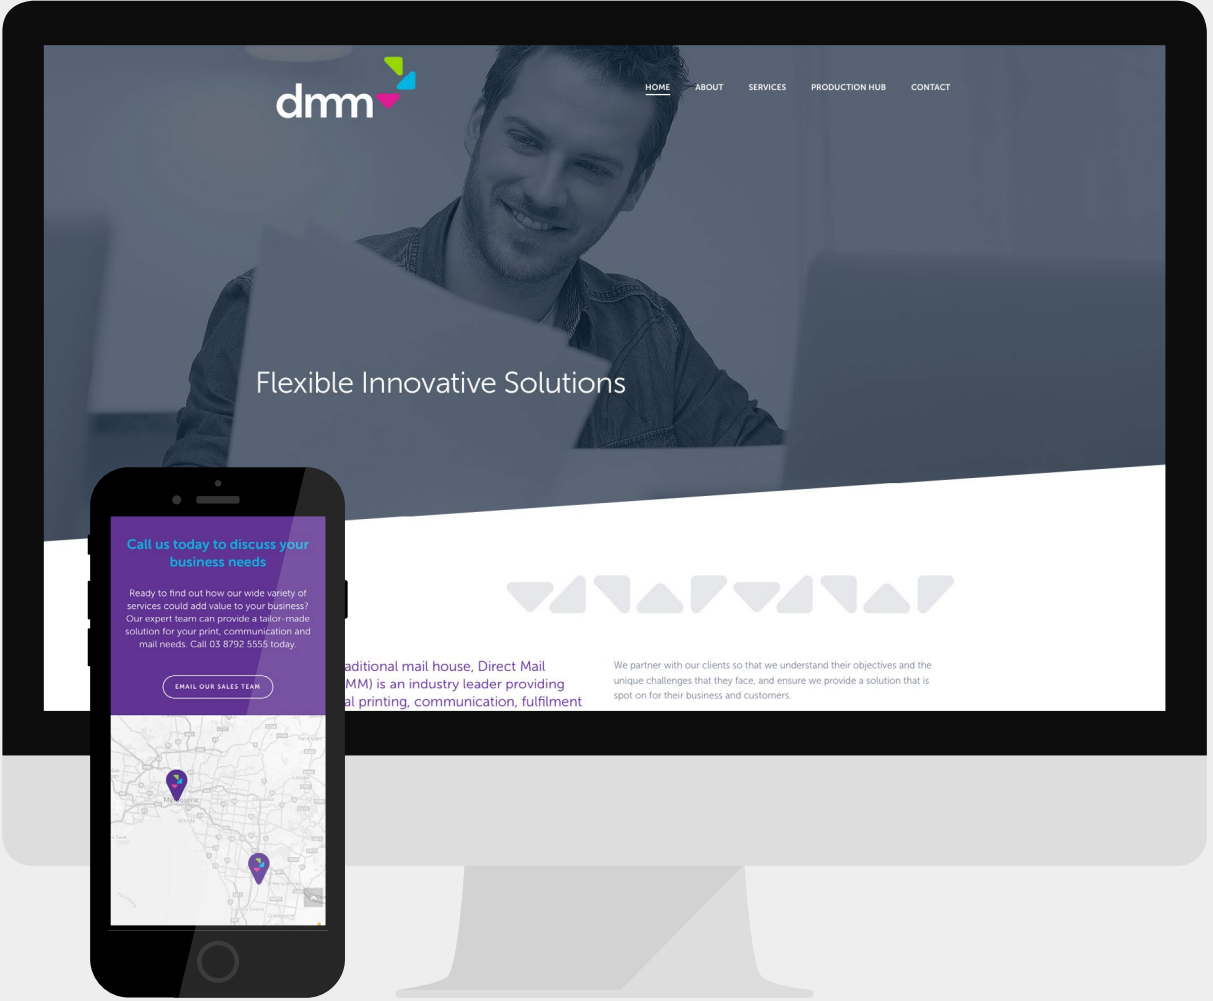 dmm
HOME ABOUT SERVICES PRODUCTION HUB CONTACT
Flexible Innovative Solutions
aditional mail house, Direct Mail
MM) is an industry leader providing
al printing, communication, fulfilment
We partner with our clients so that we understand their objectives and the
unique challenges that they face, and ensure we provide a solution that is
spot on for their business and customers.
Call us today to discuss your
business needs
Ready to find out how our wide variety of
services could add value to your business?
Our expert team can provide a tailor-made
solution for your print, communication and
mail needs. Call 03 8792 5555 today.
EMAIL OUR SALES TEAM
Melbourne